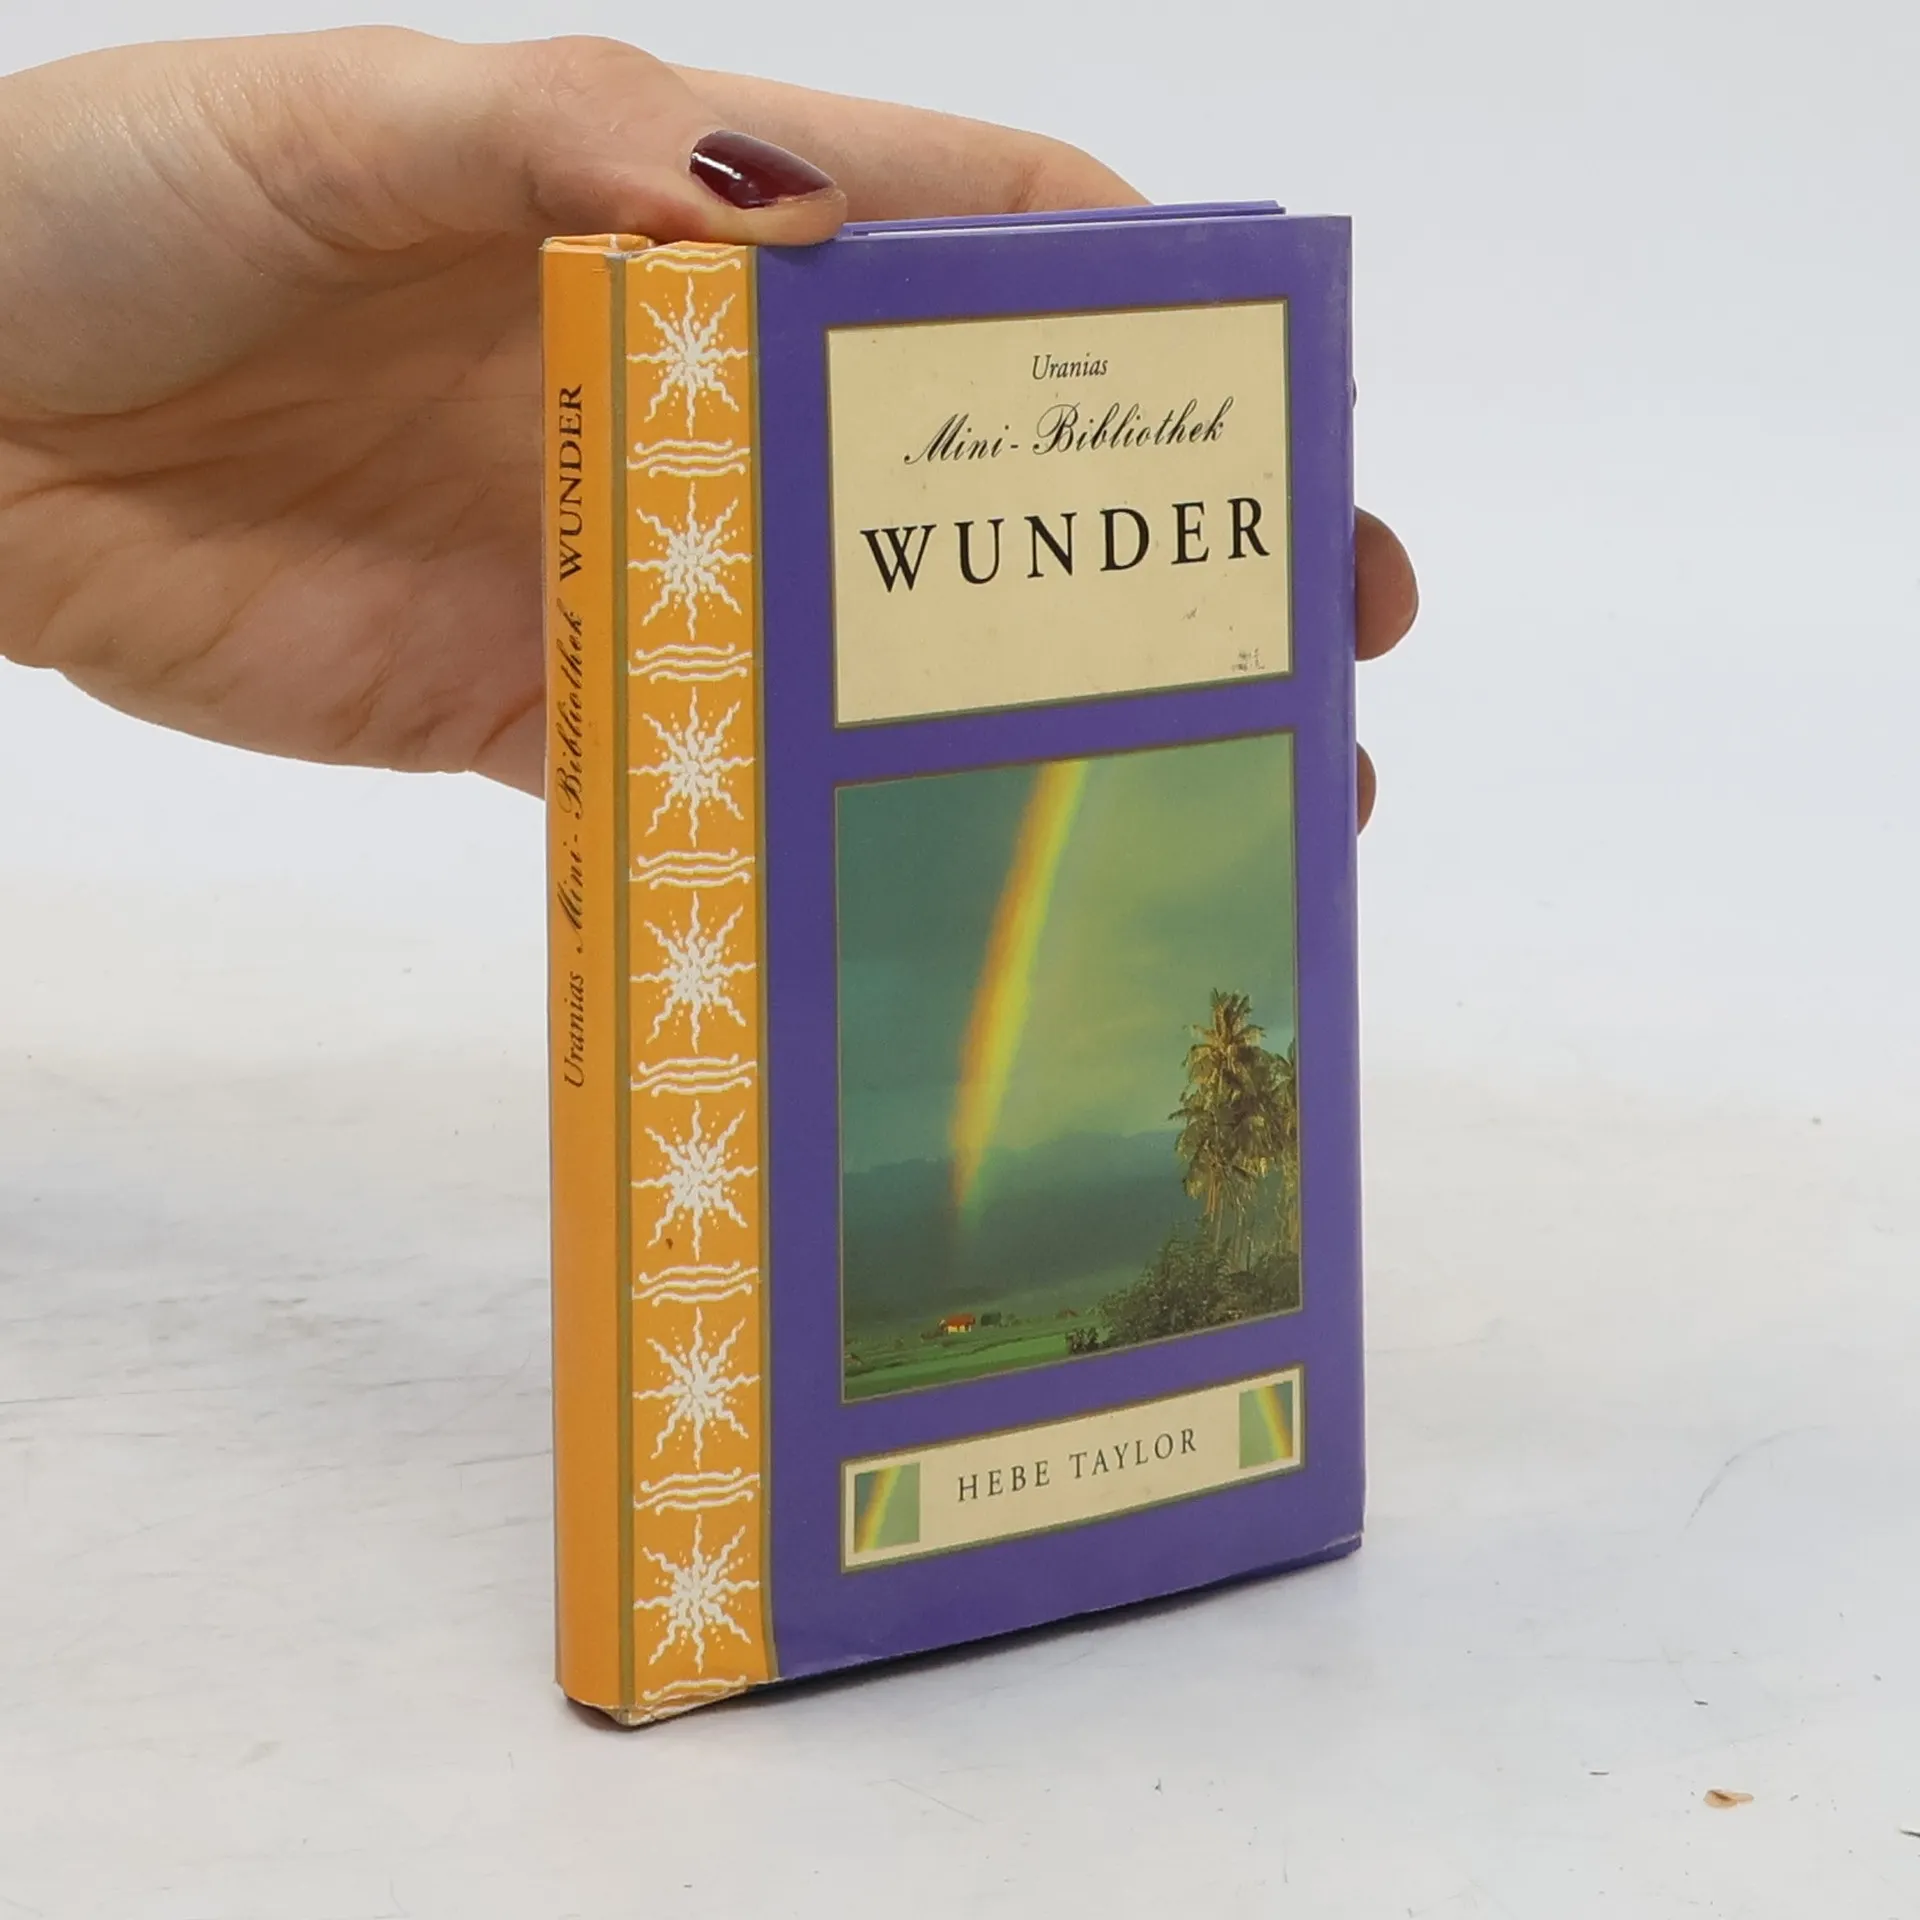 Uranias Mini-Bibliothek WUNDER
Uranias
Mini-Bibliothek
WUNDER
HEBE TAYLOR